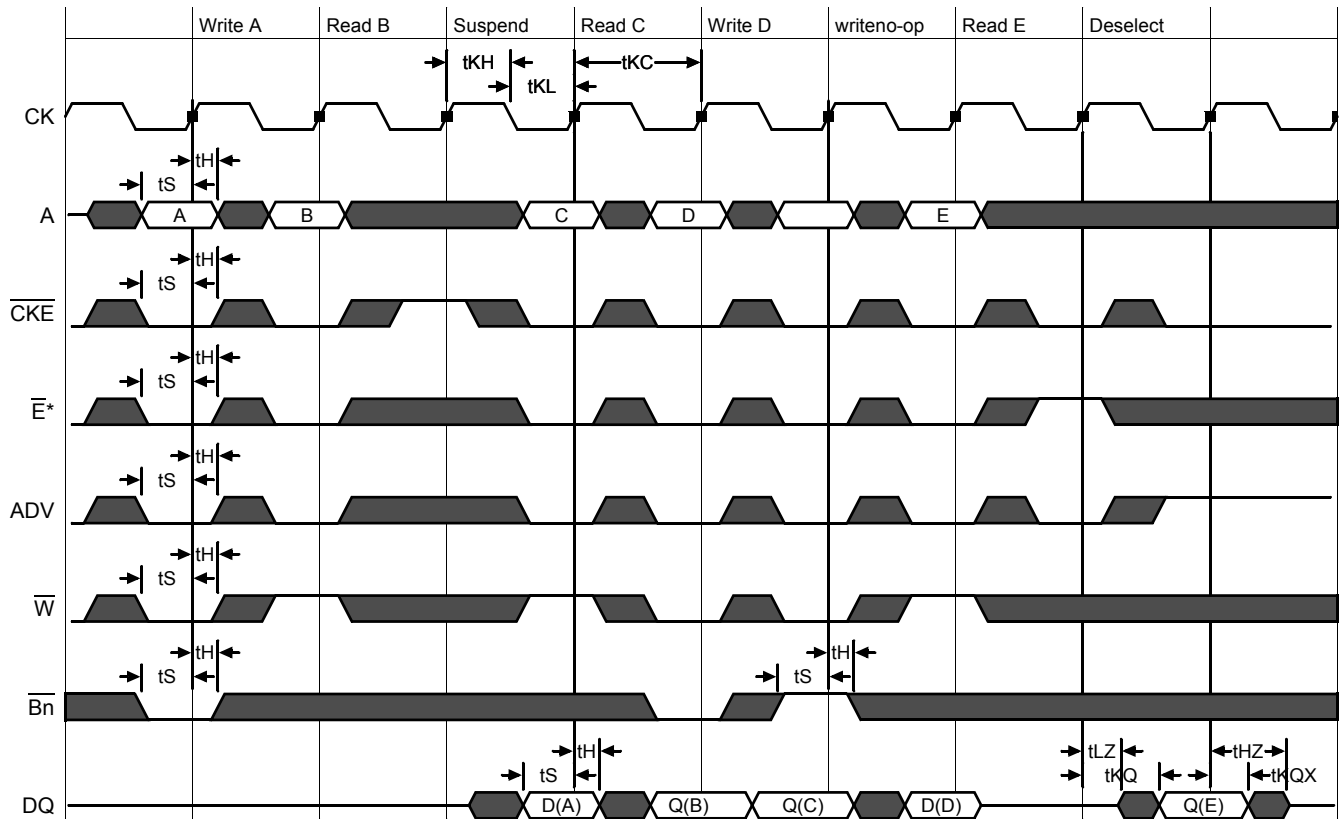 Write A Read B Suspend Read C Write D writeno-op Read E Deselect
tKH tKC
tKL
CK
tH
tS
A A B C D E
tH
tS
CKE
tH
tS
E*
tH
tS
ADV
tH
tS
W
tH tH
tS tS
Bn
tH tLZ tHZ
tS tKQ tKQX
DQ D(A) Q(B) Q(C) D(D) Q(E)